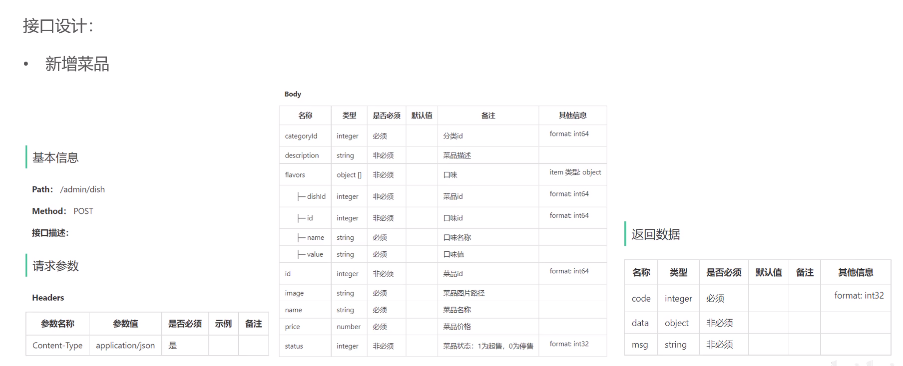 接口设计：
• 新增菜品
基本信息
Path： /admin/dish
Method： POST
接口描述：
请求参数
Headers
参数名称 参数值 是否必须 示例 备注
Content-Type application/json 是
Body
名称 类型 是否必须 默认值 备注 其他信息
categoryId integer 必须 分类id format: int64
description string 非必须 菜品描述
flavors object [] 非必须 口味 item 类型: object
├─ dishId integer 非必须 菜品id format: int64
├─ id integer 非必须 口味id format: int64
├─ name string 必须 口味名称
├─ value string 必须 口味值
id integer 非必须 菜品id format: int64
image string 必须 菜品图片路径
name string 必须 菜品名称
price number 必须 菜品价格
status integer 非必须 菜品状态：1为起售，0为停售 format: int32
返回数据
名称 类型 是否必须 默认值 备注 其他信息
code integer 必须 format: int32
data object 非必须
msg string 非必须